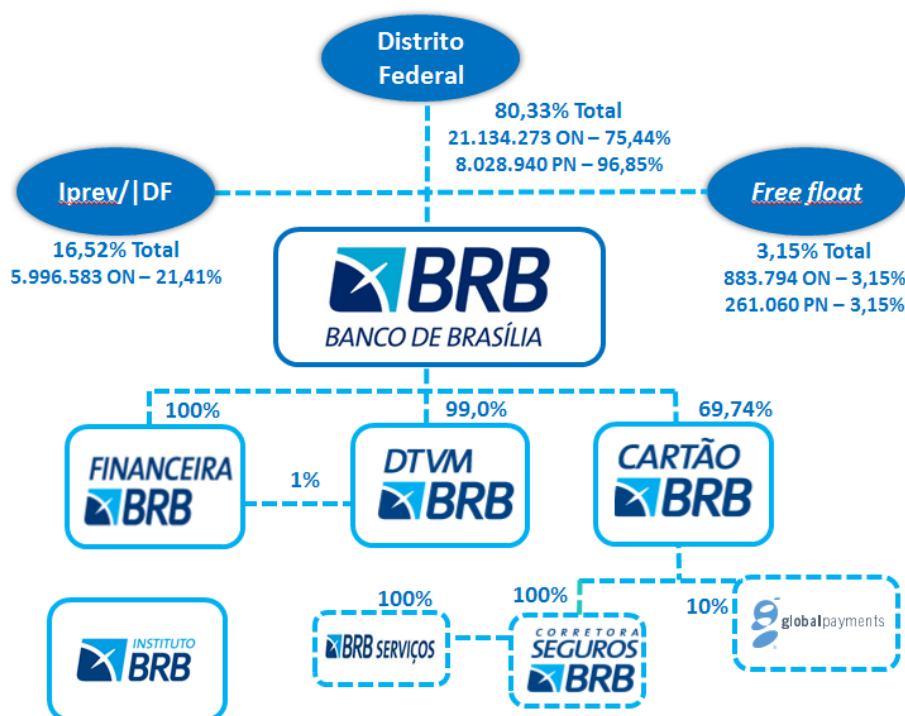 Distrito
Federal
80,33% Total
21.134.273 ON – 75,44%
8.028.940 PN – 96,85%
Iprev/|DF
16,52% Total
5.996.583 ON – 21,41%
Free float
3,15% Total
883.794 ON – 3,15%
261.060 PN – 3,15%
BRB
BANCO DE BRASÍLIA
100%
99,0%
69,74%
FINANCEIRA
BRB
1%
DTVM
BRB
CARTÃO
BRB
INSTITUTO
BRB
100%
BRB SERVIÇOS
100%
CORRETORA
SEGUROS
BRB
10%
globalpayments